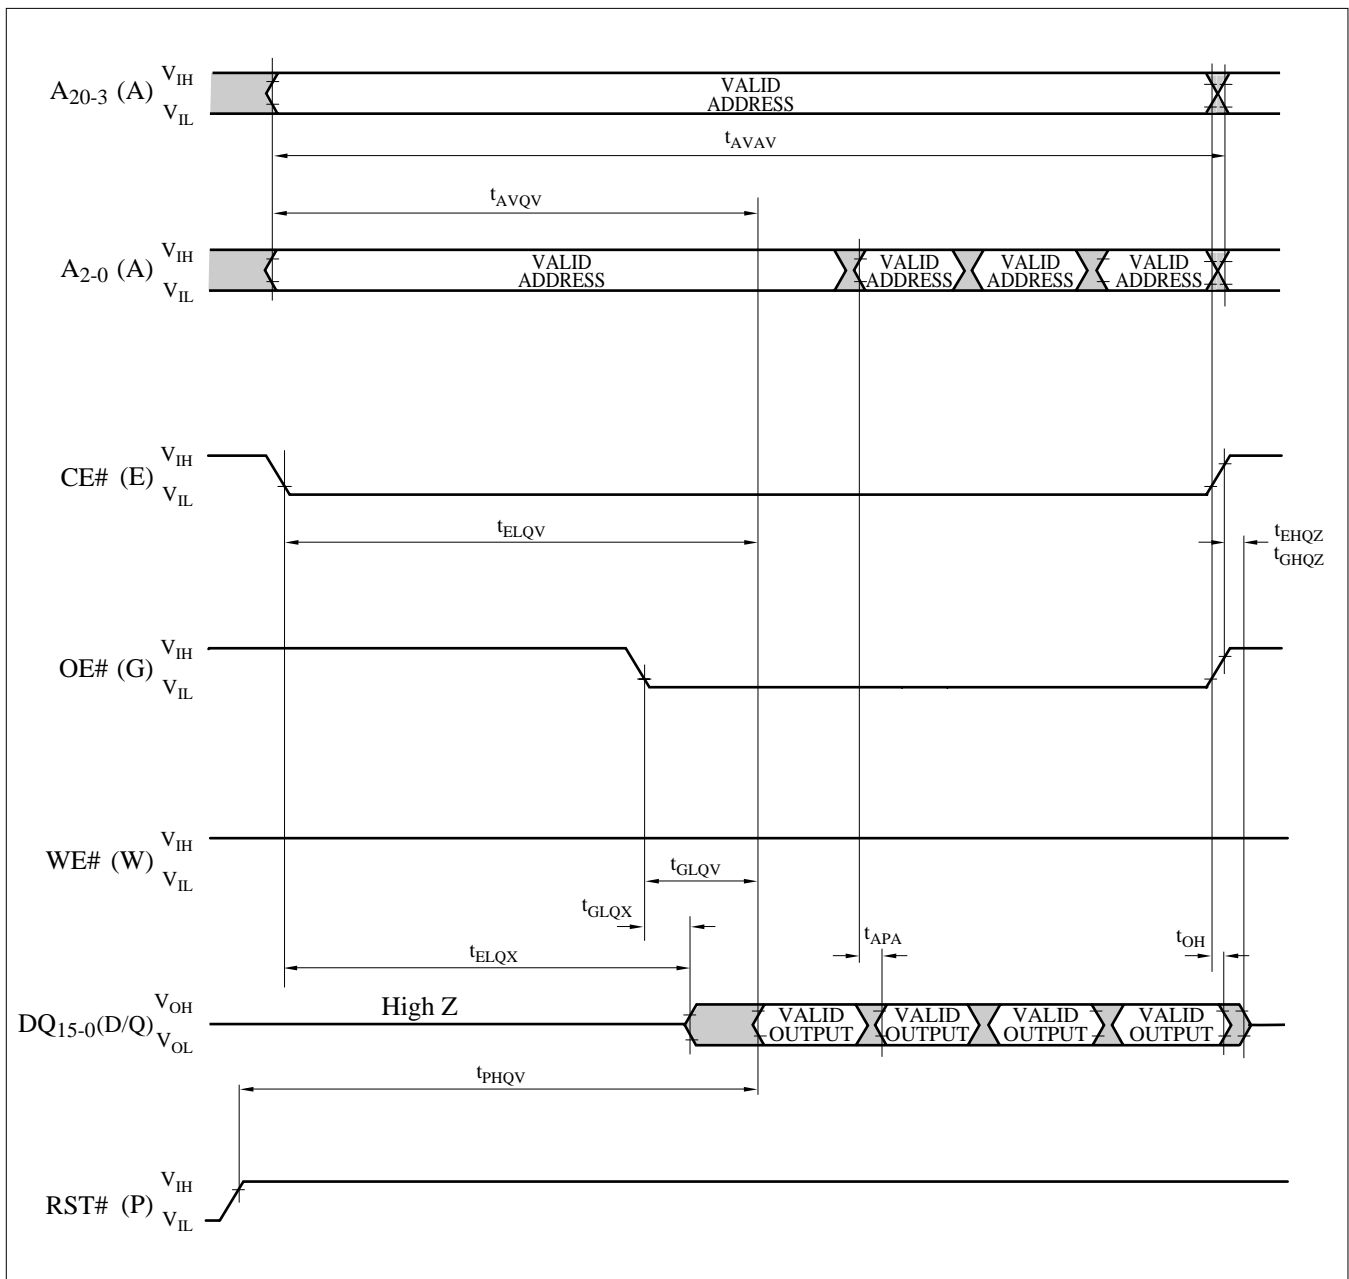 A20-3 (A) VIH
VIL
VALID
ADDRESS
tAVAV
tAVQV
A2-0 (A) VIH
VIL
VALID
ADDRESS
VALID
ADDRESS
VALID
ADDRESS
VALID
ADDRESS
CE# (E) VIH
VIL
tELQV
tEHQZ
tGHQZ
OE# (G) VIH
VIL
WE# (W) VIH
VIL
tGLQV
tGLQX
tELQX
tAPA
tOH
DQ15-0(D/Q) VOH
VOL
High Z
VALID
OUTPUT
VALID
OUTPUT
VALID
OUTPUT
VALID
OUTPUT
tPHQV
RST# (P) VIH
VIL